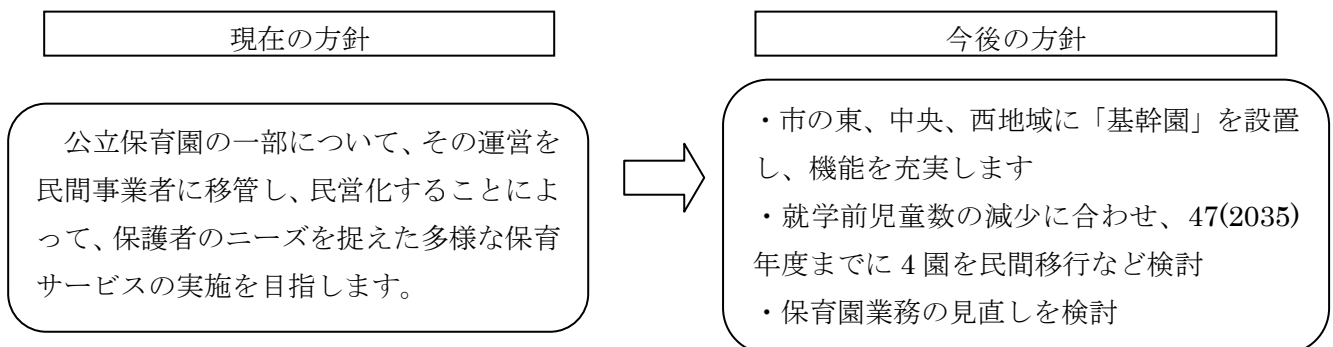 現在の方針
公立保育園の一部について、その運営を
民間事業者に移管し、民営化することによ
って、保護者のニーズを捉えた多様な保育
サービスの実施を目指します。
今後の方針
・市の東、中央、西地域に「基幹園」を設置
し、機能を充実します
・就学前児童数の減少に合わせ、47(2035)
年度までに 4 園を民間移行など検討
・保育園業務の見直しを検討